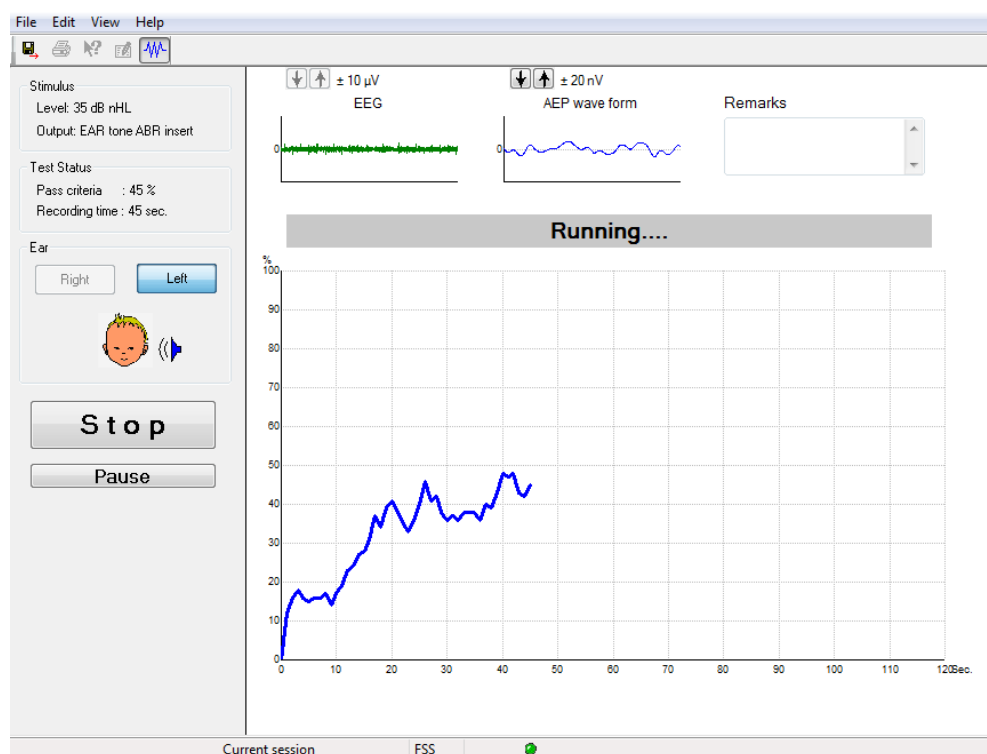 File Edit View Help
Stimulus
Level: 35 dB nHL
Output: EAR tone ABR insert
Test Status
Pass criteria : 45 %
Recording time : 45 sec.
Ear
Right Left
Stop
Pause
± 10 µV
EEG
0
± 20 nV
AEP wave form
0
Remarks
Running....
%
100
90
80
70
60
50
40
30
20
10
0
0 10 20 30 40 50 60 70 80 90 100 110 120 Sec.
Current session FSS